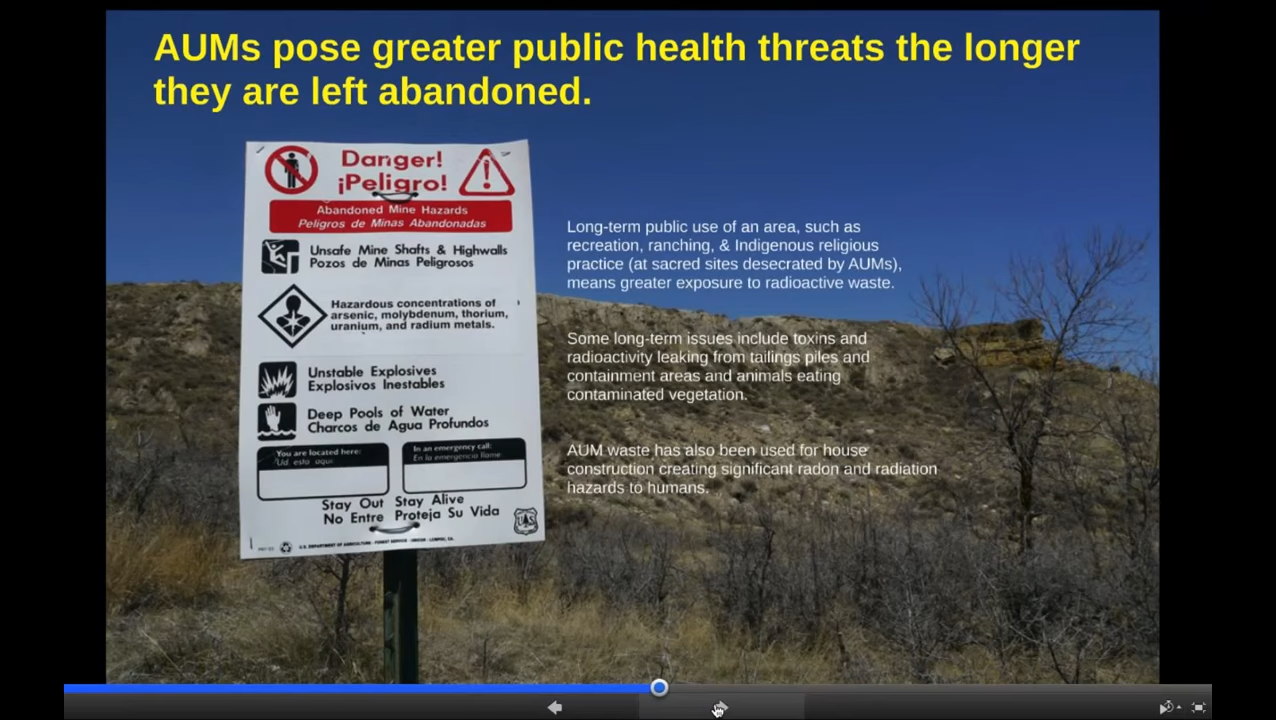 AUMs pose greater public health threats the longer
they are left abandoned.
Danger!
¡Peligro!
Abandoned Mine Hazards
Peligros de Minas Abandonadas
Unsafe Mine Shafts & Highwalls
Pozos de Minas Peligrosos
Hazardous concentrations of
arsenic, molybdenum, thorium,
uranium, and radium metals.
Unstable Explosives
Explosivos Inestables
Deep Pools of Water
Charcos de Agua Profundos
You are located here:
Ud. esta aqui
In an emergency call:
En la emergencia llame:
Stay Out Stay Alive
No Entre Proteja Su Vida
U.S. DEPARTMENT OF AGRICULTURE - FOREST SERVICE
Long-term public use of an area, such as
recreation, ranching, & Indigenous religious
practice (at sacred sites desecrated by AUMs),
means greater exposure to radioactive waste.
Some long-term issues include toxins and
radioactivity leaking from tailings piles and
containment areas and animals eating
contaminated vegetation.
AUM waste has also been used for house
construction creating significant radon and radiation
hazards to humans.